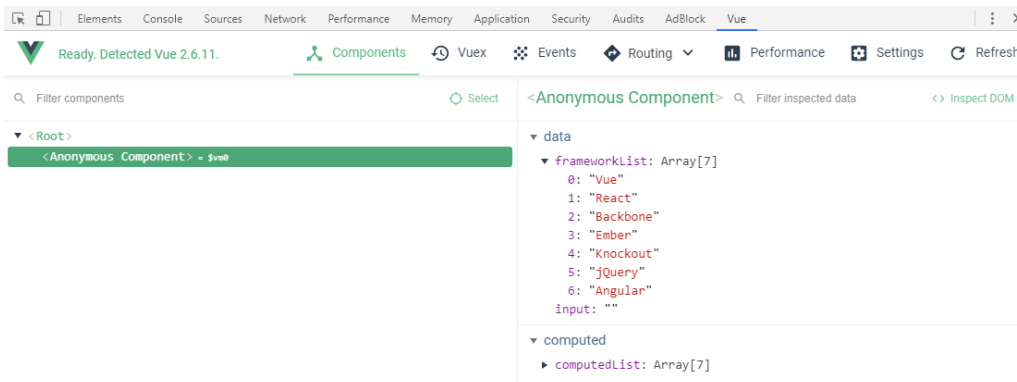 Elements Console Sources Network Performance Memory Application Security Audits AdBlock Vue
Ready. Detected Vue 2.6.11. Components Vuex Events Routing Performance Settings Refresh
Filter components Select
<Anonymous Component> Filter inspected data <> Inspect DOM
<Root>
<Anonymous Component> = $vm0
data
frameworkList: Array[7]
0: "Vue"
1: "React"
2: "Backbone"
3: "Ember"
4: "Knockout"
5: "jQuery"
6: "Angular"
input: ""
computed
computedList: Array[7]